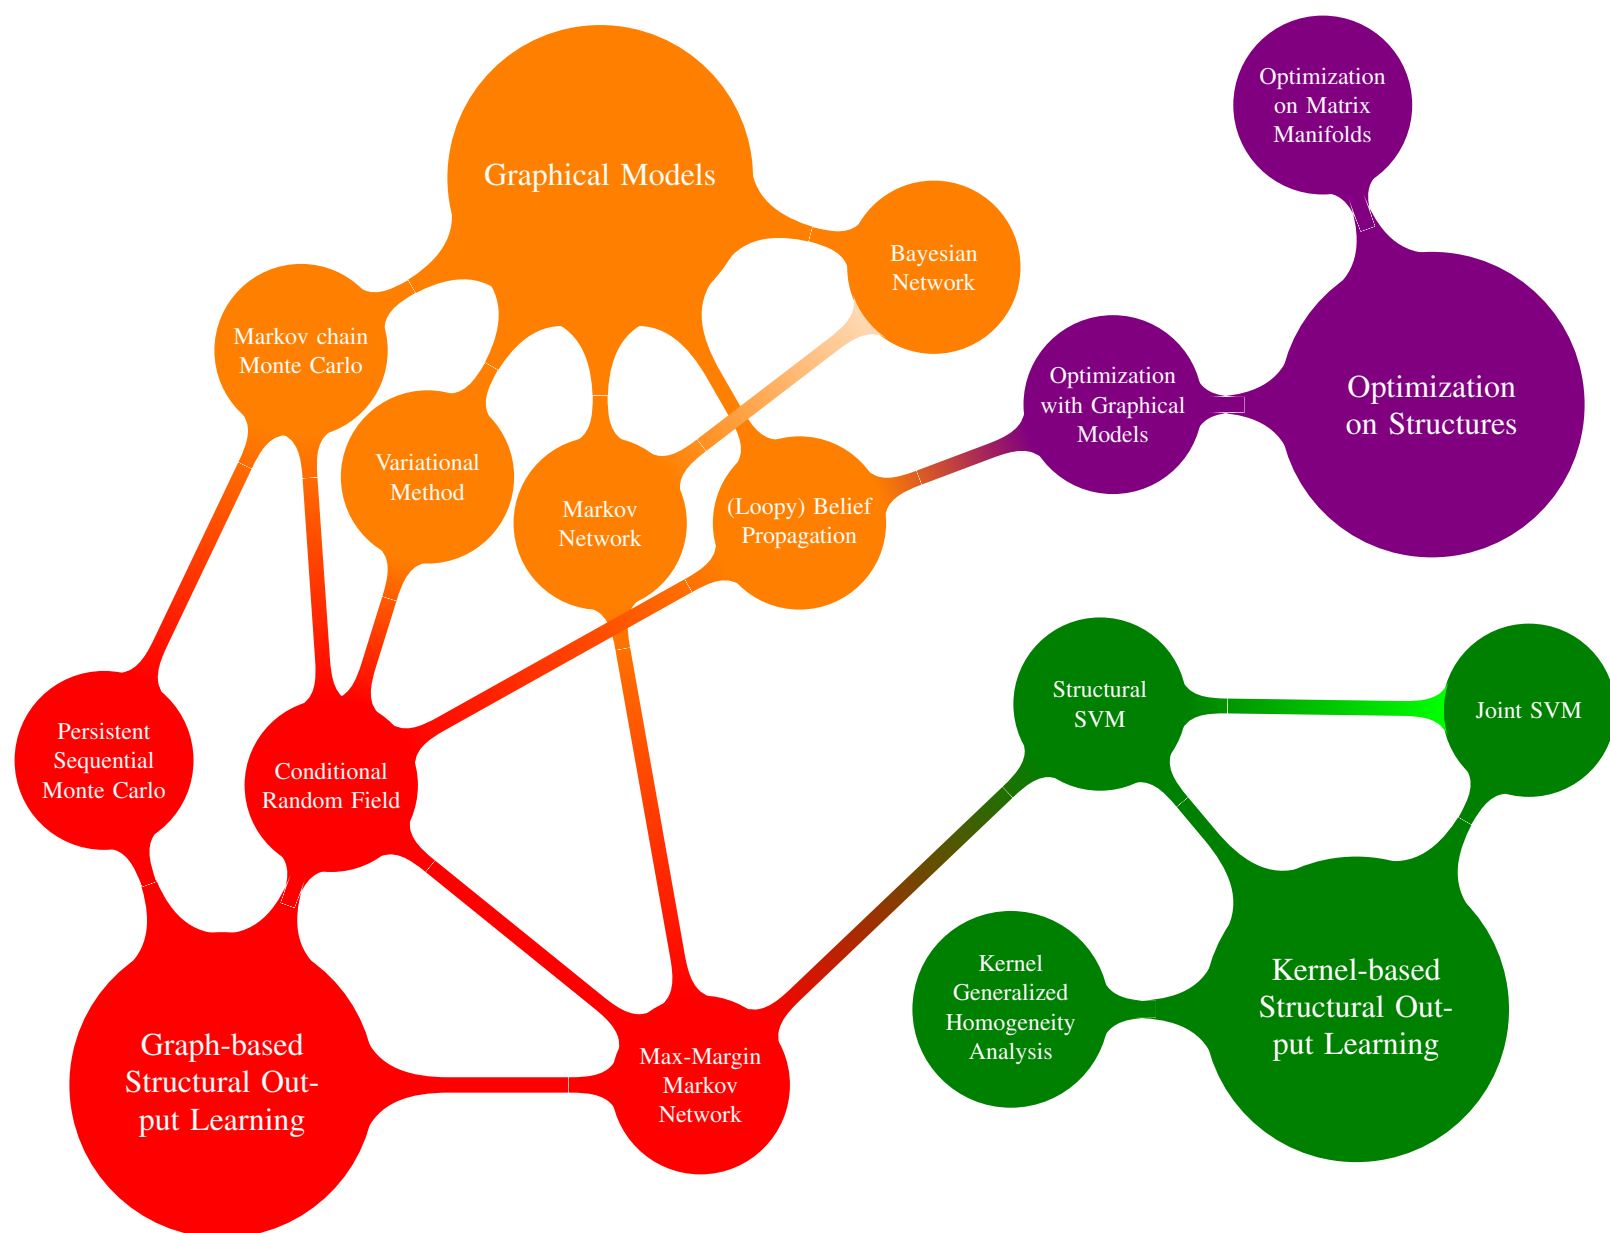 Optimization
on Matrix
Manifolds
Graphical Models
Bayesian
Network
Markov chain
Monte Carlo
Optimization
with Graphical
Models
Optimization
on Structures
Variational
Method
Markov
Network
(Loopy) Belief
Propagation
Structural
SVM
Joint SVM
Persistent
Sequential
Monte Carlo
Conditional
Random Field
Kernel
Generalized
Homogeneity
Analysis
Kernel-based
Structural Out-
put Learning
Graph-based
Structural Out-
put Learning
Max-Margin
Markov
Network